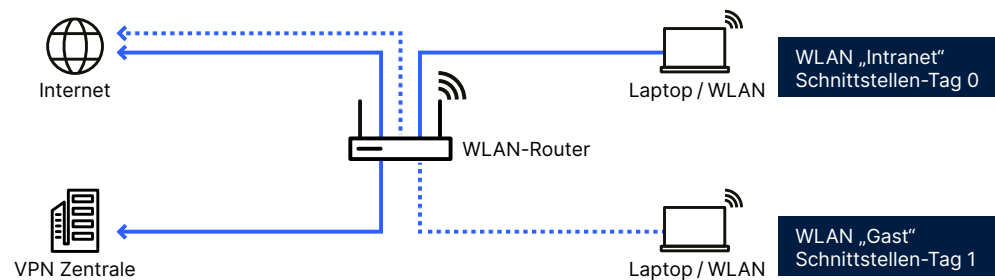 Internet
Laptop / WLAN
WLAN „Intranet“
Schnittstellen-Tag 0
WLAN-Router
VPN Zentrale
Laptop / WLAN
WLAN „Gast“
Schnittstellen-Tag 1